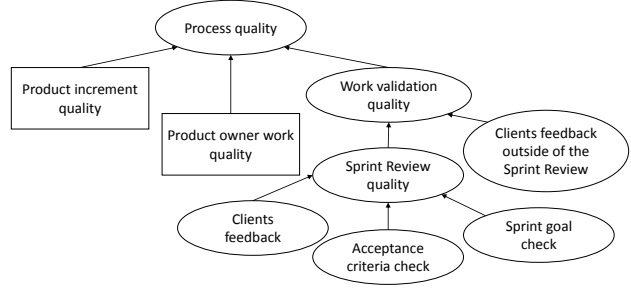 Process quality
Product increment
quality
Product owner work
quality
Work validation
quality
Clients feedback
outside of the
Sprint Review
Sprint Review
quality
Clients
feedback
Acceptance
criteria check
Sprint goal
check